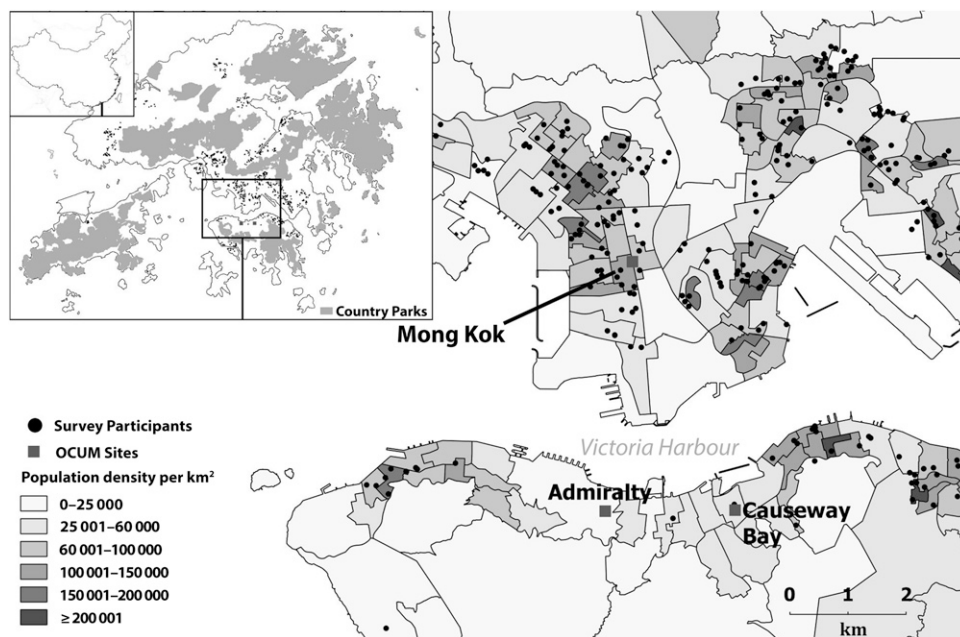 Country Parks
Mong Kok
Survey Participants
OCUM Sites
Population density per km²
0–25 000
25 001–60 000
60 001–100 000
100 001–150 000
150 001–200 000
≥ 200 001
Victoria Harbour
Admiralty
Causeway
Bay
0 1 2
km